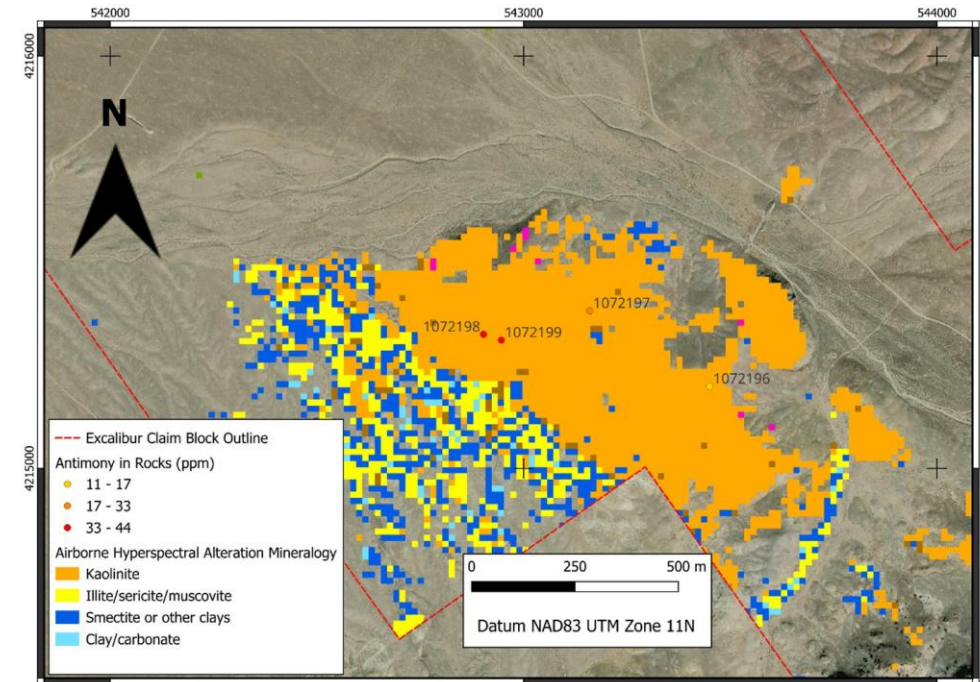 542000
543000
544000
4216000
N
1072197
1072198
1072199
1072196
4215000
Excalibur Claim Block Outline
Antimony in Rocks (ppm)
11 - 17
17 - 33
33 - 44
Airborne Hyperspectral Alteration Mineralogy
Kaolinite
Illite/sericite/muscovite
Smectite or other clays
Clay/carbonate
0 250 500 m
Datum NAD83 UTM Zone 11N